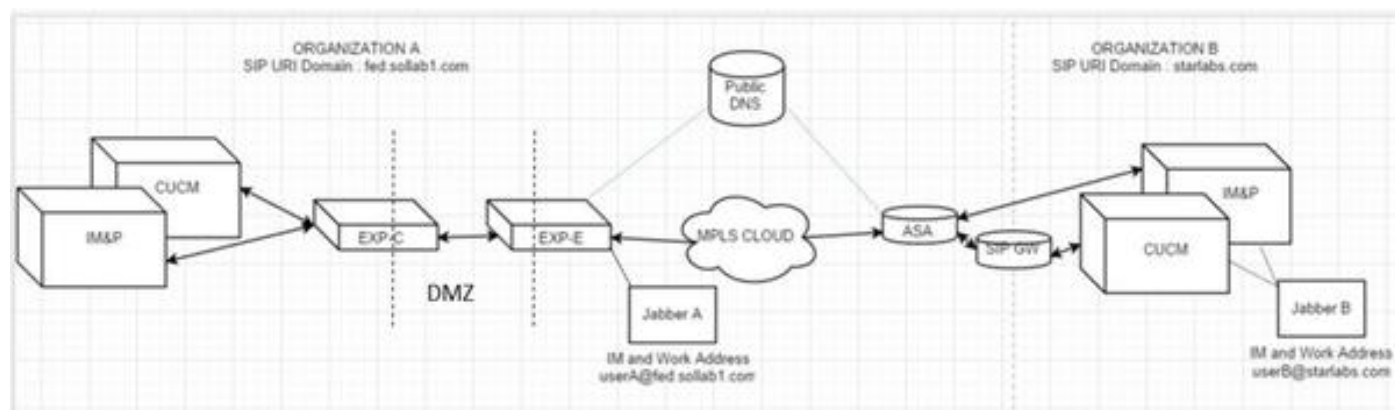 ORGANIZATION A
SIP URI Domain : fed.sollab1.com
CUCM
IM&P
EXP-C
DMZ
EXP-E
Public
DNS
MPLS CLOUD
Jabber A
IM and Work Address
userA@fed.sollab1.com
ASA
SIP GW
ORGANIZATION B
SIP URI Domain : starlabs.com
IM&P
CUCM
Jabber B
IM and Work Address
userB@starlabs.com